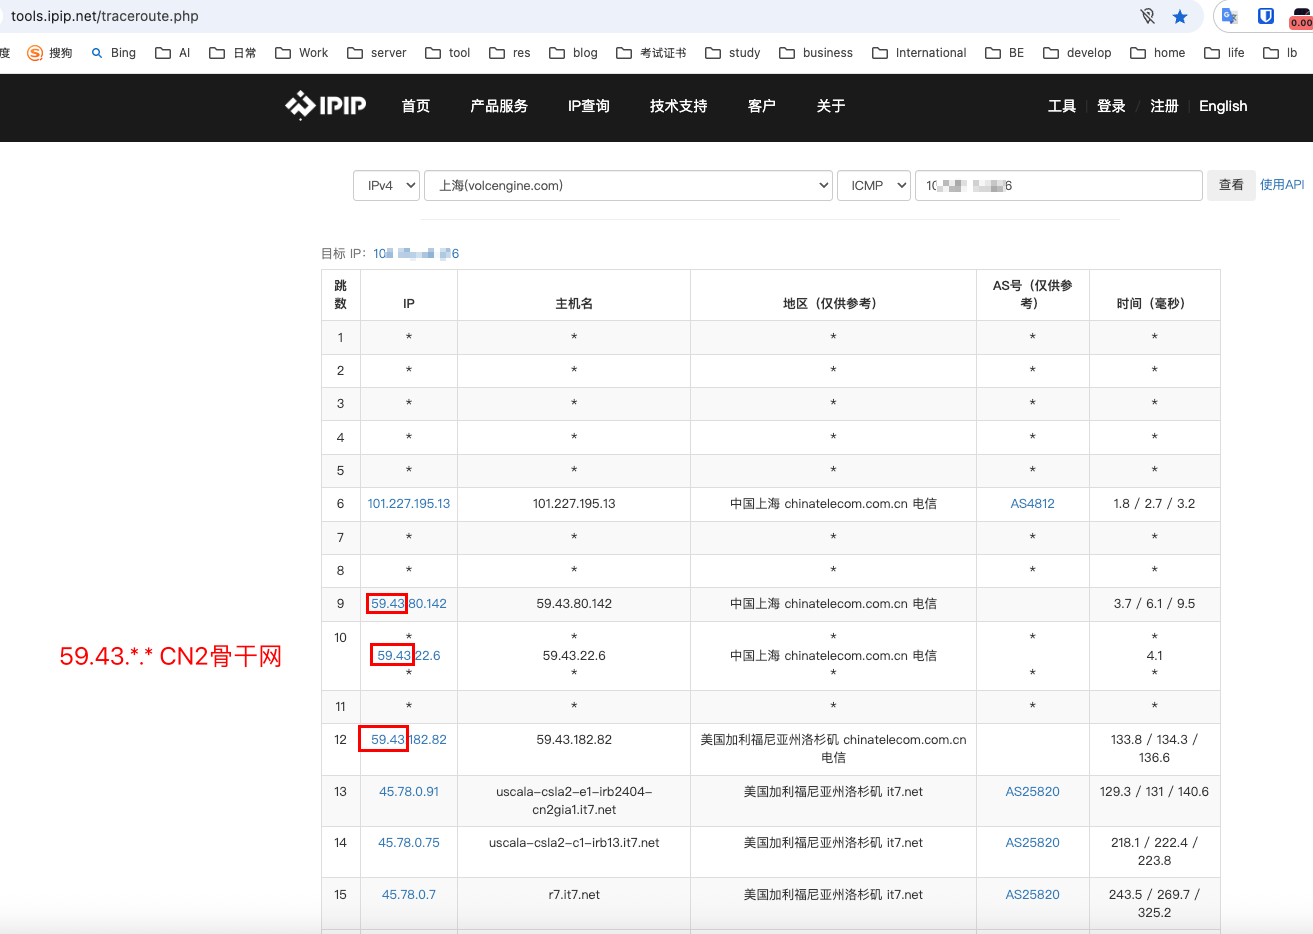 tools.ipip.net/traceroute.php
0.00
度 搜狗 Bing AI 日常 Work server tool res blog 考试证书 study business International BE develop home life lb
IPIP 首页 产品服务 IP查询 技术支持 客户 关于 工具 登录 / 注册 English
IPv4 上海(volcengine.com) ICMP 10 6 查看 使用API
目标 IP: 10 6
跳数 IP 主机名 地区（仅供参考） AS号（仅供参考） 时间（毫秒）
1 * * * * *
2 * * * * *
3 * * * * *
4 * * * * *
5 * * * * *
6 101.227.195.13 101.227.195.13 中国上海 chinatelecom.com.cn 电信 AS4812 1.8 / 2.7 / 3.2
7 * * * * *
8 * * * * *
9 59.43.80.142 59.43.80.142 中国上海 chinatelecom.com.cn 电信 3.7 / 6.1 / 9.5
10 * * * * *
59.43.22.6 59.43.22.6 中国上海 chinatelecom.com.cn 电信 4.1
* * * * *
59.43.*.* CN2骨干网
11 * * * * *
12 59.43.182.82 59.43.182.82 美国加利福尼亚州洛杉矶 chinatelecom.com.cn 133.8 / 134.3 /
电信 136.6
13 45.78.0.91 uscala-csla2-e1-irb2404- 美国加利福尼亚州洛杉矶 it7.net AS25820 129.3 / 131 / 140.6
cn2gia1.it7.net
14 45.78.0.75 uscala-csla2-c1-irb13.it7.net 美国加利福尼亚州洛杉矶 it7.net AS25820 218.1 / 222.4 /
223.8
15 45.78.0.7 r7.it7.net 美国加利福尼亚州洛杉矶 it7.net AS25820 243.5 / 269.7 /
325.2